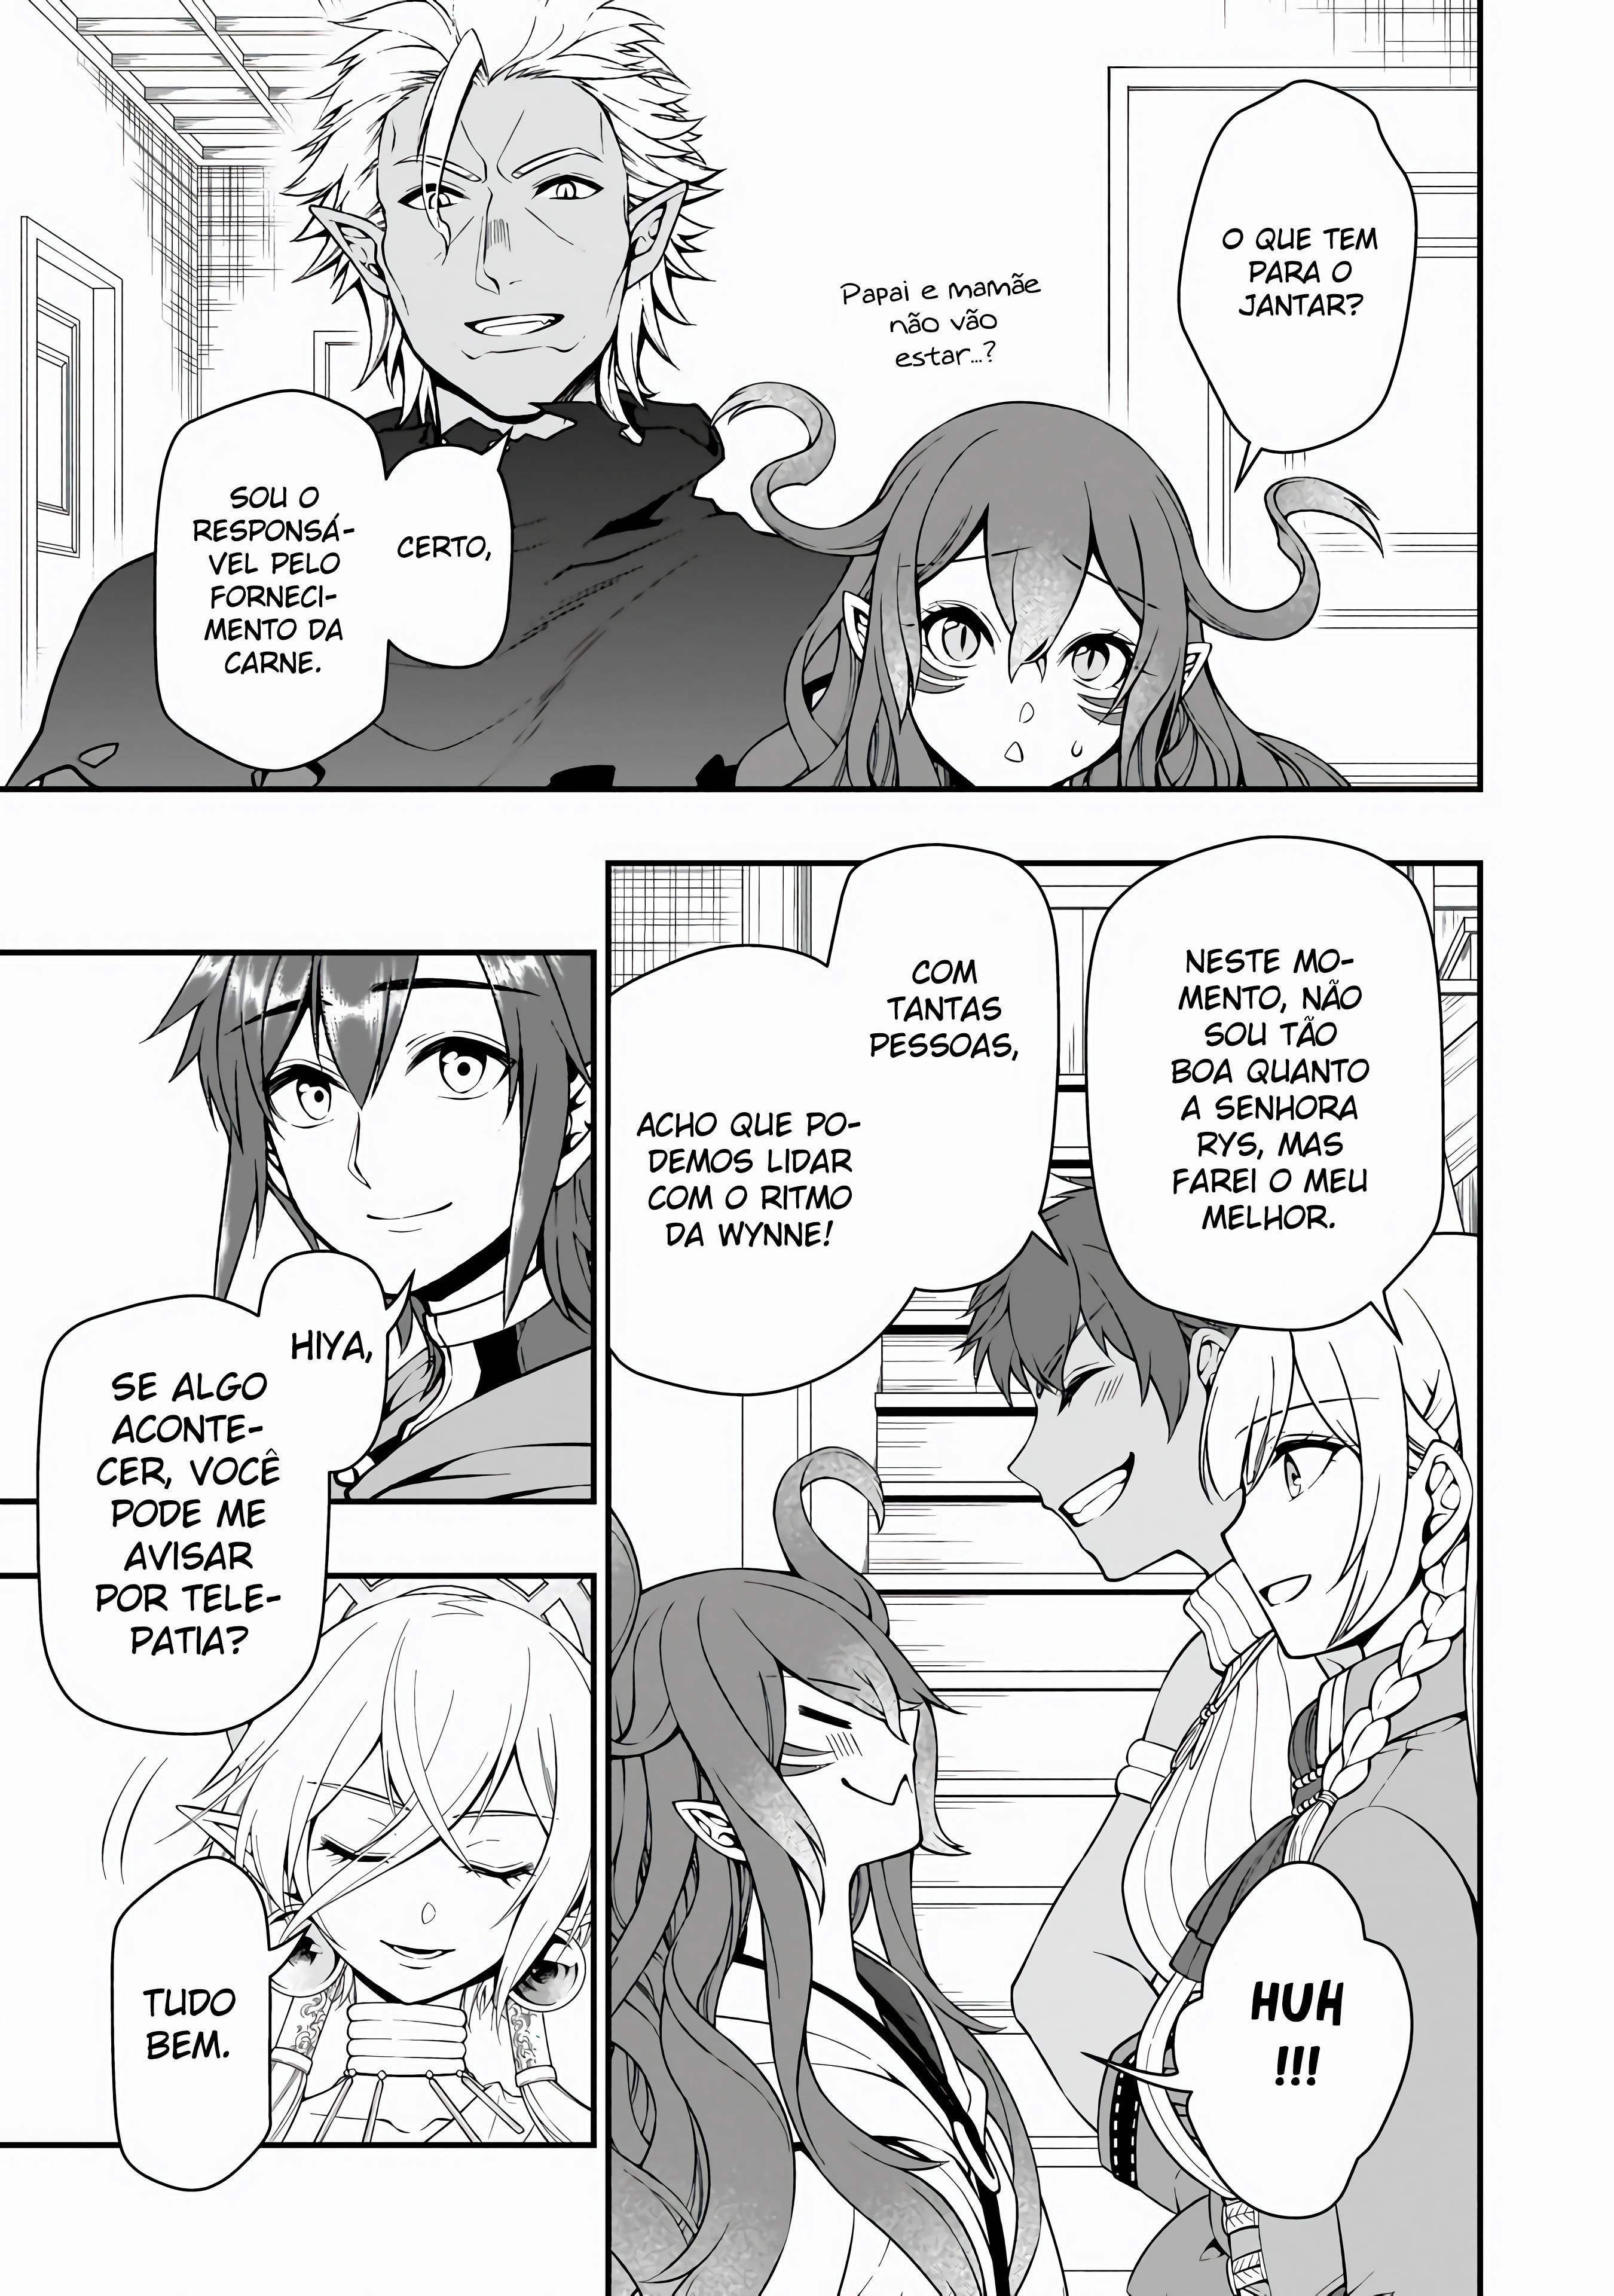 O QUE TEM
PARA O
JANTAR?
Papai e mamãe
não vão
estar...?
CERTO,
SOU O
RESPONSÁ-
VEL PELO
FORNECI-
MENTO DA
CARNE.
NESTE MO-
MENTO, NÃO
SOU TÃO
BOA QUANTO
A SENHORA
RYS, MAS
FAREI O MEU
MELHOR.
COM
TANTAS
PESSOAS,
ACHO QUE PO-
DEMOS LIDAR
COM O RITMO
DA WYNNE!
HUH
!!!
HIYA,
SE ALGO
ACONTE-
CER, VOCÊ
PODE ME
AVISAR
POR TELE-
PATIA?
TUDO
BEM.